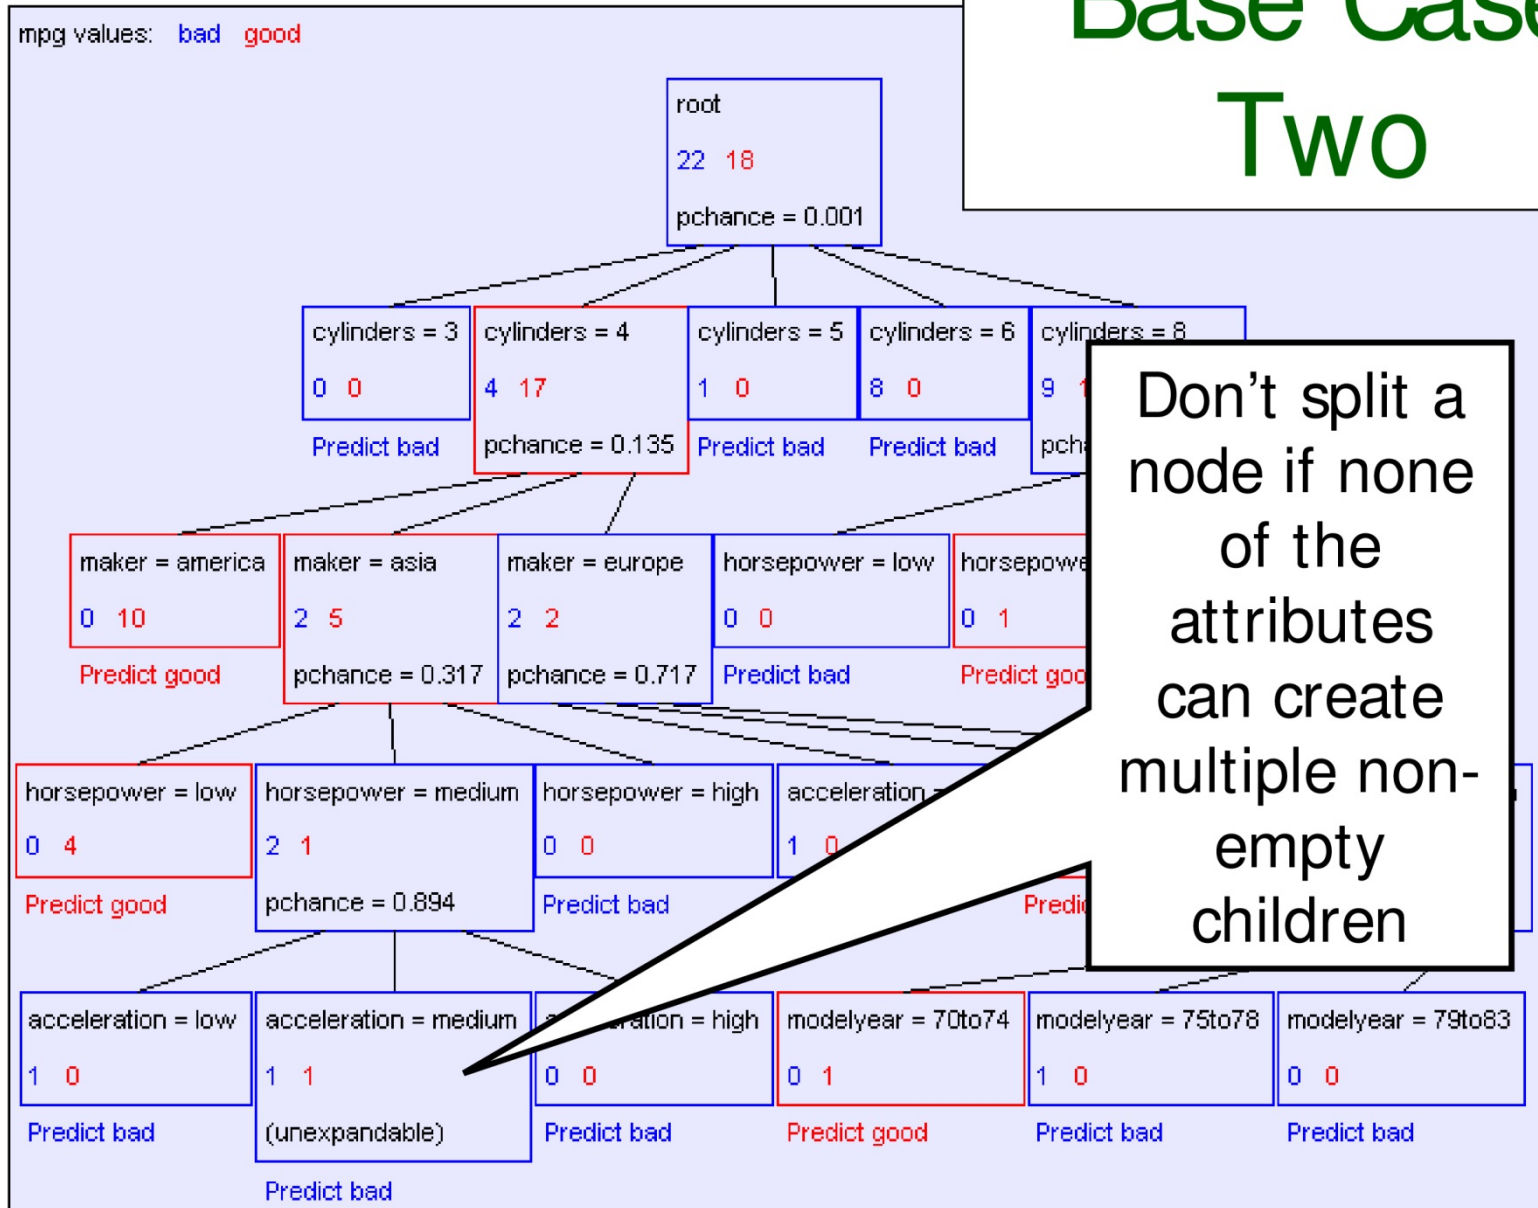 Base Case
Two
mpg values: bad good
root
22 18
pchance = 0.001
cylinders = 3
0 0
Predict bad
cylinders = 4
4 17
pchance = 0.135
cylinders = 5
1 0
Predict bad
cylinders = 6
8 0
Predict bad
cylinders = 8
9
maker = america
0 10
Predict good
maker = asia
2 5
pchance = 0.317
maker = europe
2 2
pchance = 0.717
horsepower = low
0 0
Predict bad
0 1
horsepower = low
0 4
Predict good
horsepower = medium
2 1
pchance = 0.894
horsepower = high
0 0
Predict bad
acceleration =
1 0
acceleration = low
1 0
Predict bad
acceleration = medium
1 1
(unexpandable)
Predict bad
= high
0 0
Predict bad
modelyear = 70to74
0 1
Predict good
modelyear = 75to78
1 0
Predict bad
modelyear = 79to83
0 0
Predict bad
Don't split a
node if none
of the
attributes
can create
multiple non-
empty
children